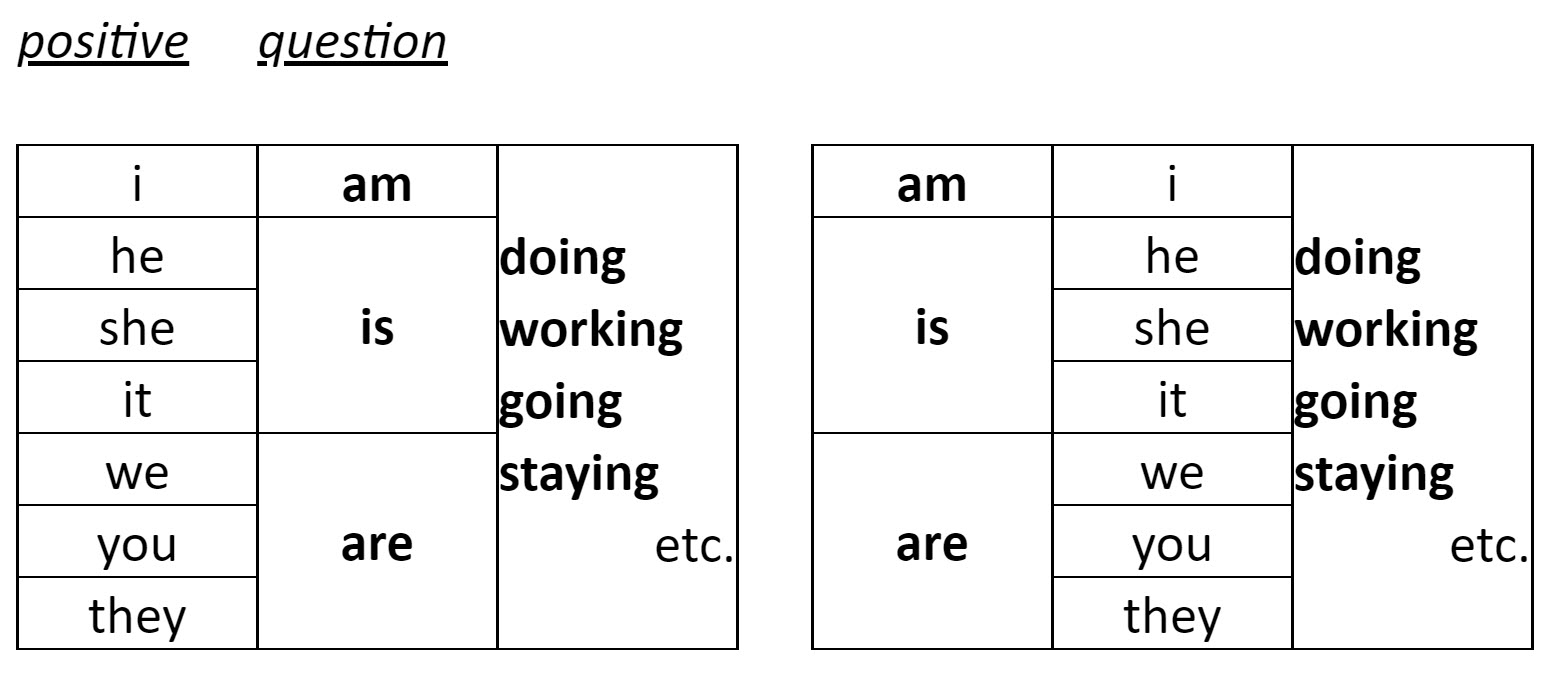 positive question
i am am i
he doing he doing
she is working is she working
it going it going
we staying we staying
you are etc. are you etc.
they they